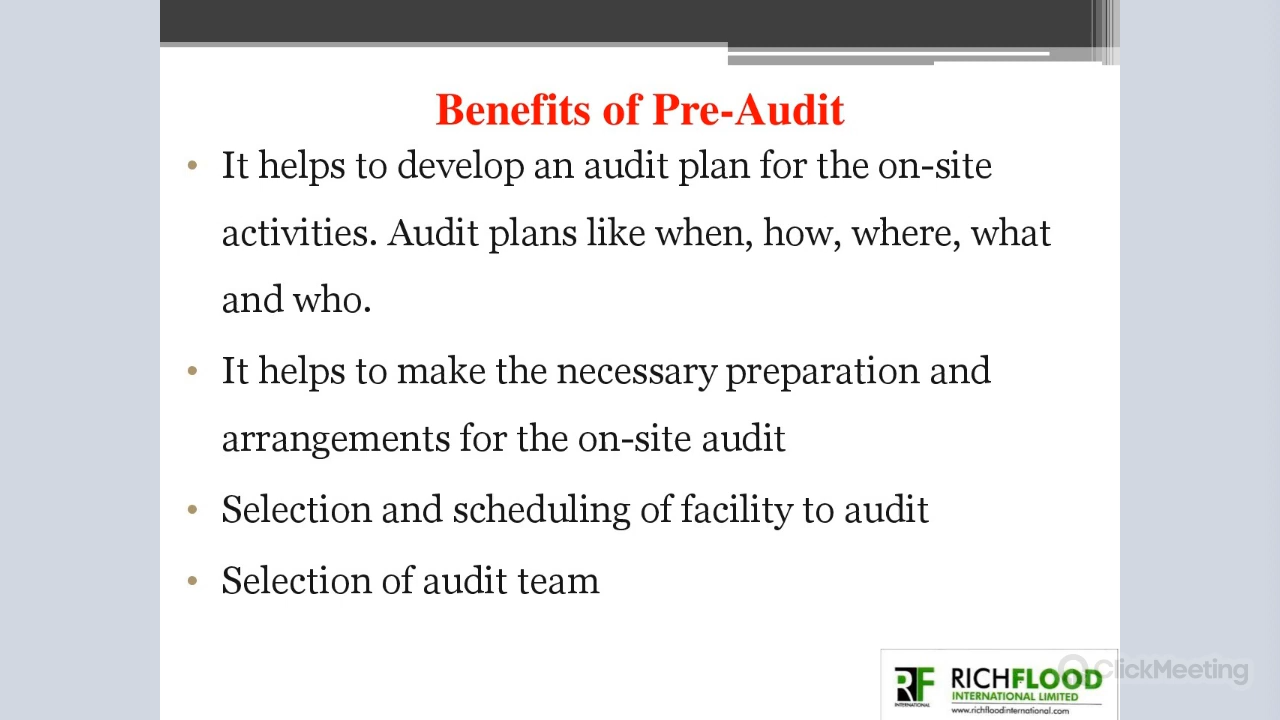 Benefits of Pre-Audit
• It helps to develop an audit plan for the on-site
activities. Audit plans like when, how, where, what
and who.
• It helps to make the necessary preparation and
arrangements for the on-site audit
• Selection and scheduling of facility to audit
• Selection of audit team
RF
INTERNATIONAL
RICHFLOOD
INTERNATIONAL LIMITED
www.richfloodinternational.com
ClickMeeting